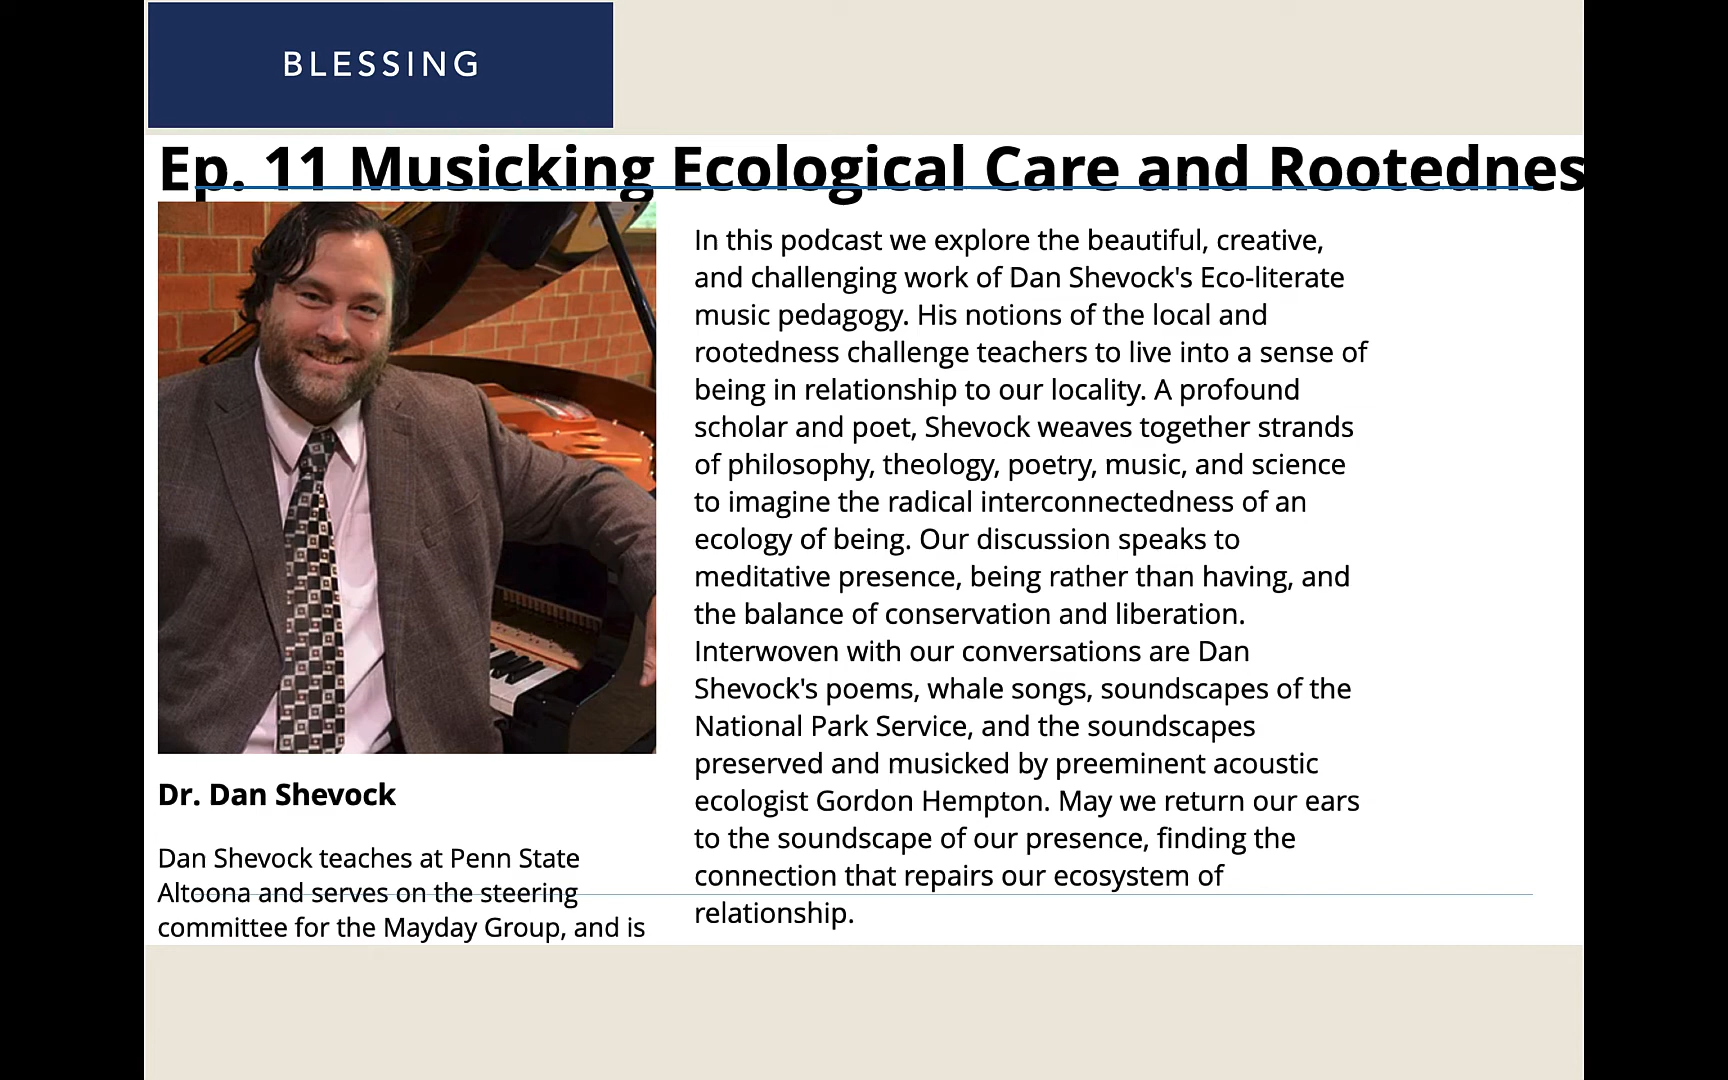 BLESSING
Ep. 11 Musicking Ecological Care and Rootednes
In this podcast we explore the beautiful, creative,
and challenging work of Dan Shevock's Eco-literate
music pedagogy. His notions of the local and
rootedness challenge teachers to live into a sense of
being in relationship to our locality. A profound
scholar and poet, Shevock weaves together strands
of philosophy, theology, poetry, music, and science
to imagine the radical interconnectedness of an
ecology of being. Our discussion speaks to
meditative presence, being rather than having, and
the balance of conservation and liberation.
Interwoven with our conversations are Dan
Shevock's poems, whale songs, soundscapes of the
National Park Service, and the soundscapes
preserved and musicked by preeminent acoustic
ecologist Gordon Hempton. May we return our ears
to the soundscape of our presence, finding the
connection that repairs our ecosystem of
relationship.
Dr. Dan Shevock
Dan Shevock teaches at Penn State
Altoona and serves on the steering
committee for the Mayday Group, and is